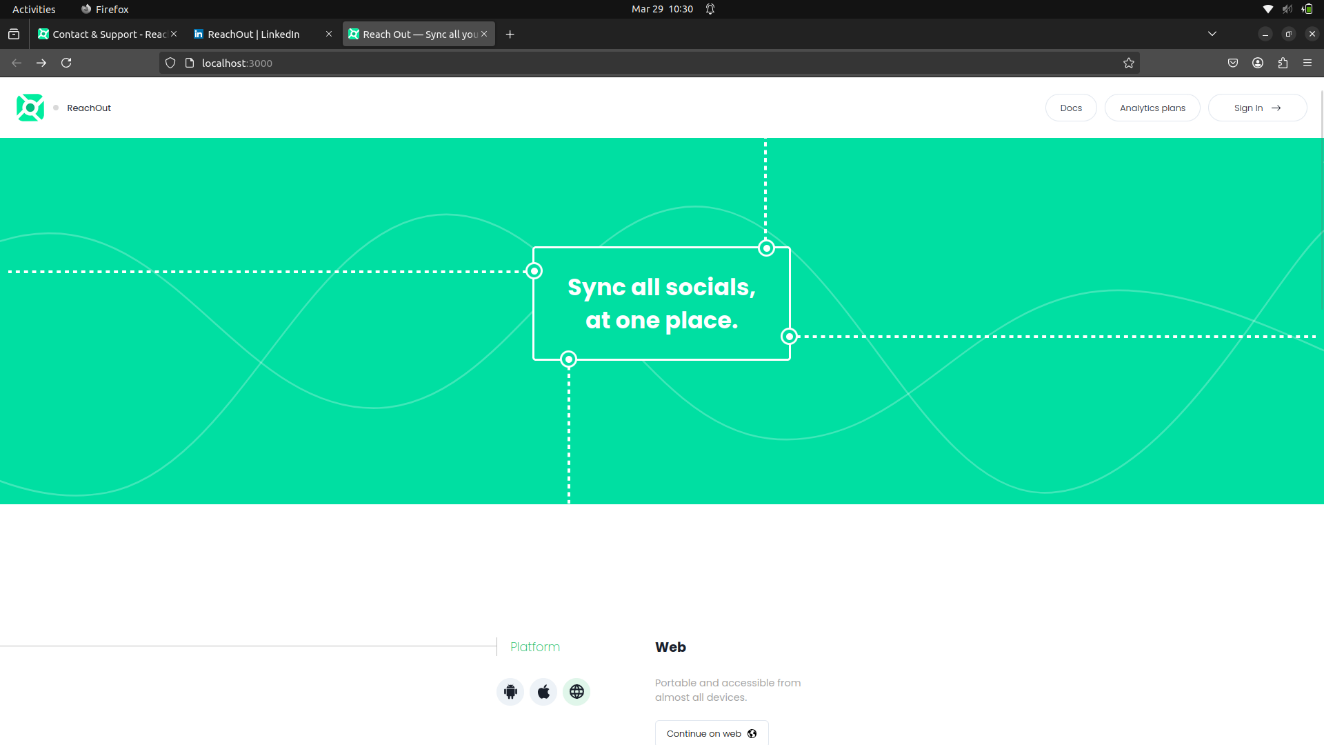 Activities
Firefox
Mar 29 10:30
Contact & Support - Reac
ReachOut | LinkedIn
Reach Out — Sync all you
localhost:3000
ReachOut
Docs
Analytics plans
Sign in
Sync all socials,
at one place.
Platform
Web
Portable and accessible from
almost all devices.
Continue on web